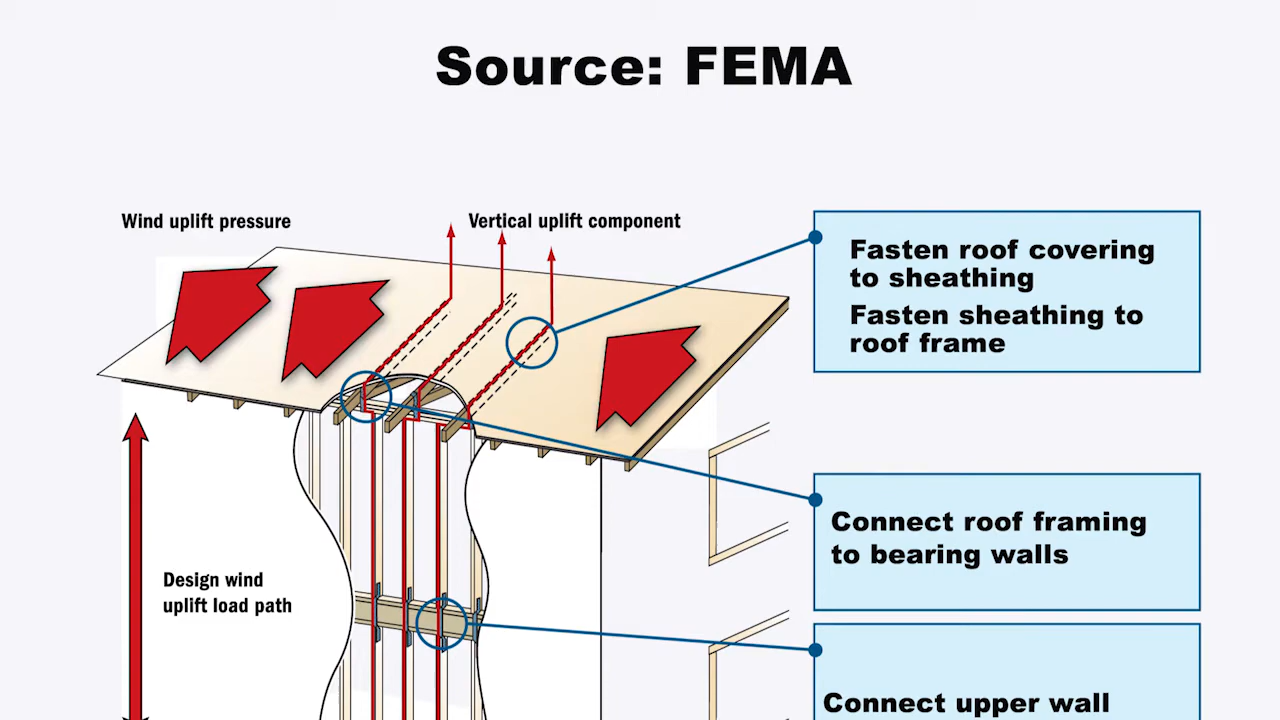 Source: FEMA
Wind uplift pressure
Vertical uplift component
Fasten roof covering
to sheathing
Fasten sheathing to
roof frame
Connect roof framing
to bearing walls
Design wind
uplift load path
Connect upper wall